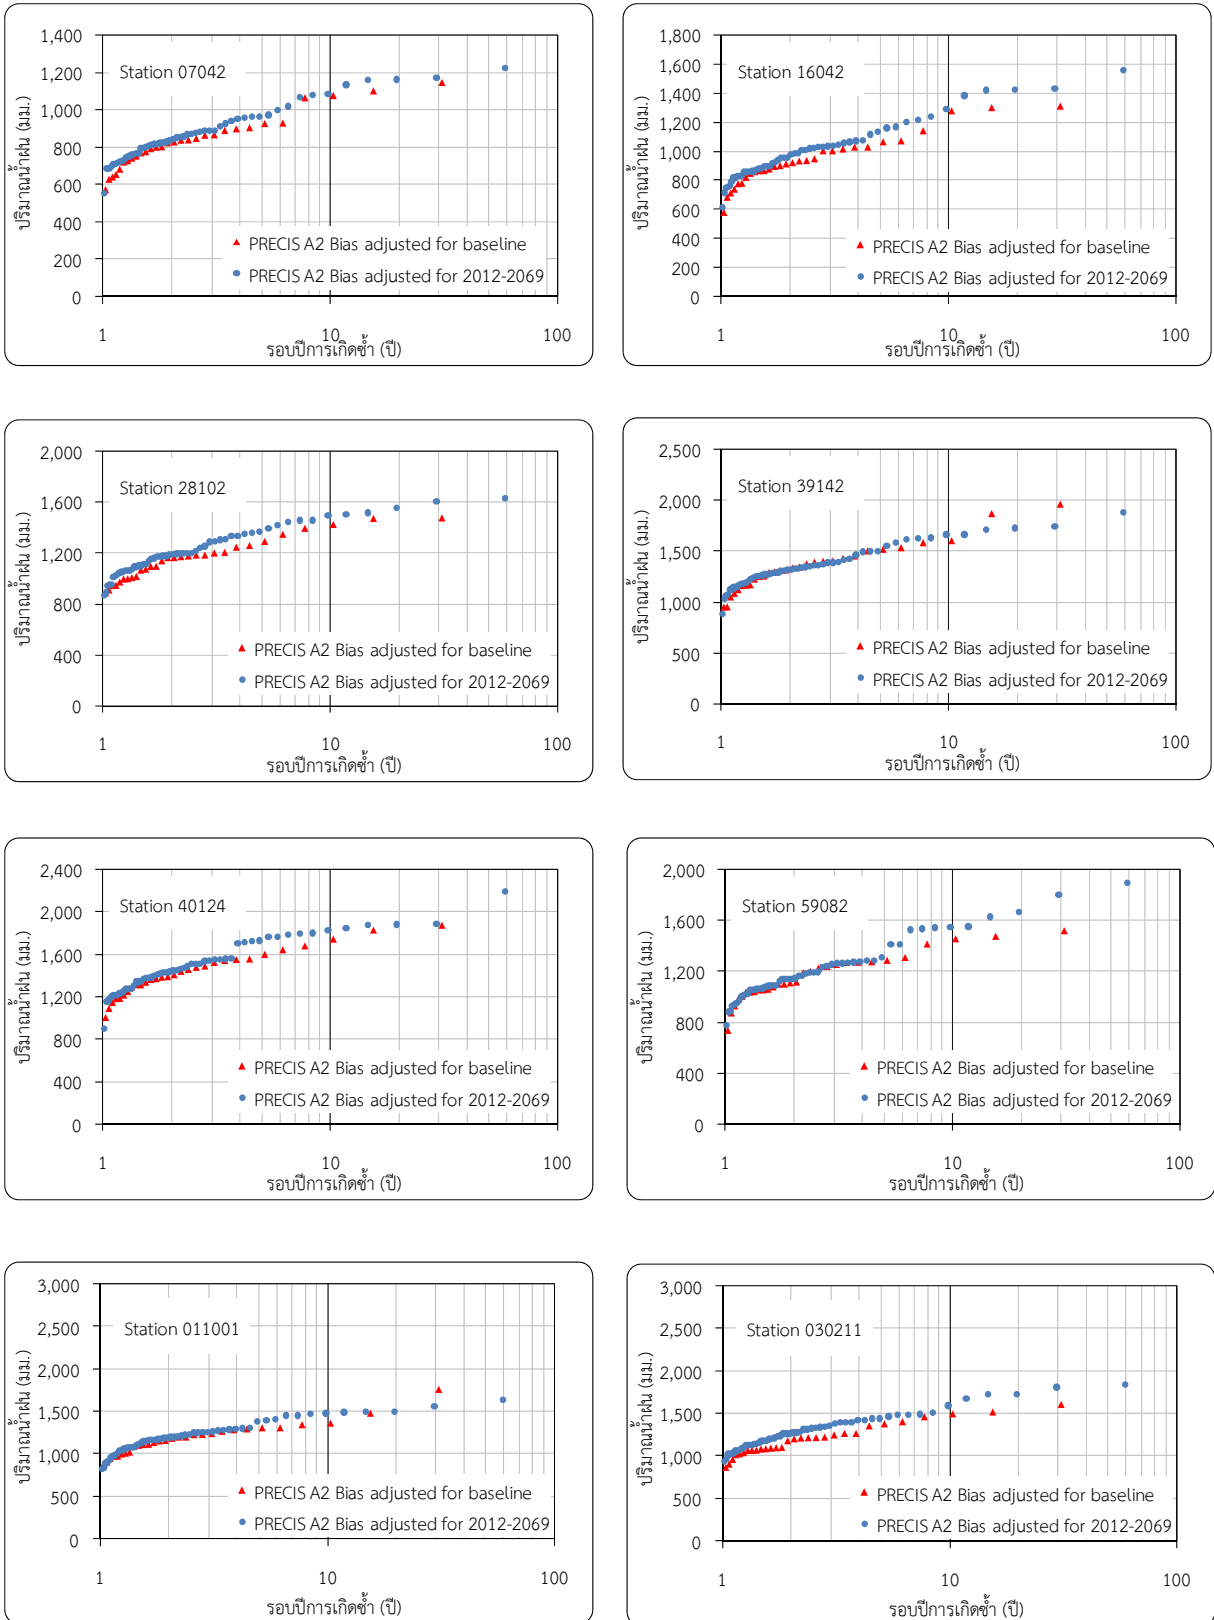 1,400
1,200
1,000
800
600
400
200
0
ปริมาณน้ำฝน (มม.)
Station 07042
PRECIS A2 Bias adjusted for baseline
PRECIS A2 Bias adjusted for 2012-2069
1 10 100
รอบปีการเกิดซ้ำ (ปี)
1,800
1,600
1,400
1,200
1,000
800
600
400
200
0
ปริมาณน้ำฝน (มม.)
Station 16042
PRECIS A2 Bias adjusted for baseline
PRECIS A2 Bias adjusted for 2012-2069
1 10 100
รอบปีการเกิดซ้ำ (ปี)
2,000
1,600
1,200
800
400
0
ปริมาณน้ำฝน (มม.)
Station 28102
PRECIS A2 Bias adjusted for baseline
PRECIS A2 Bias adjusted for 2012-2069
1 10 100
รอบปีการเกิดซ้ำ (ปี)
2,500
2,000
1,500
1,000
500
0
ปริมาณน้ำฝน (มม.)
Station 39142
PRECIS A2 Bias adjusted for baseline
PRECIS A2 Bias adjusted for 2012-2069
1 10 100
รอบปีการเกิดซ้ำ (ปี)
2,400
2,000
1,600
1,200
800
400
0
ปริมาณน้ำฝน (มม.)
Station 40124
PRECIS A2 Bias adjusted for baseline
PRECIS A2 Bias adjusted for 2012-2069
1 10 100
รอบปีการเกิดซ้ำ (ปี)
2,000
1,600
1,200
800
400
0
ปริมาณน้ำฝน (มม.)
Station 59082
PRECIS A2 Bias adjusted for baseline
PRECIS A2 Bias adjusted for 2012-2069
1 10 100
รอบปีการเกิดซ้ำ (ปี)
3,000
2,500
2,000
1,500
1,000
500
0
ปริมาณน้ำฝน (มม.)
Station 011001
PRECIS A2 Bias adjusted for baseline
PRECIS A2 Bias adjusted for 2012-2069
1 10 100
รอบปีการเกิดซ้ำ (ปี)
3,000
2,500
2,000
1,500
1,000
500
0
ปริมาณน้ำฝน (มม.)
Station 030211
PRECIS A2 Bias adjusted for baseline
PRECIS A2 Bias adjusted for 2012-2069
1 10 100
รอบปีการเกิดซ้ำ (ปี)